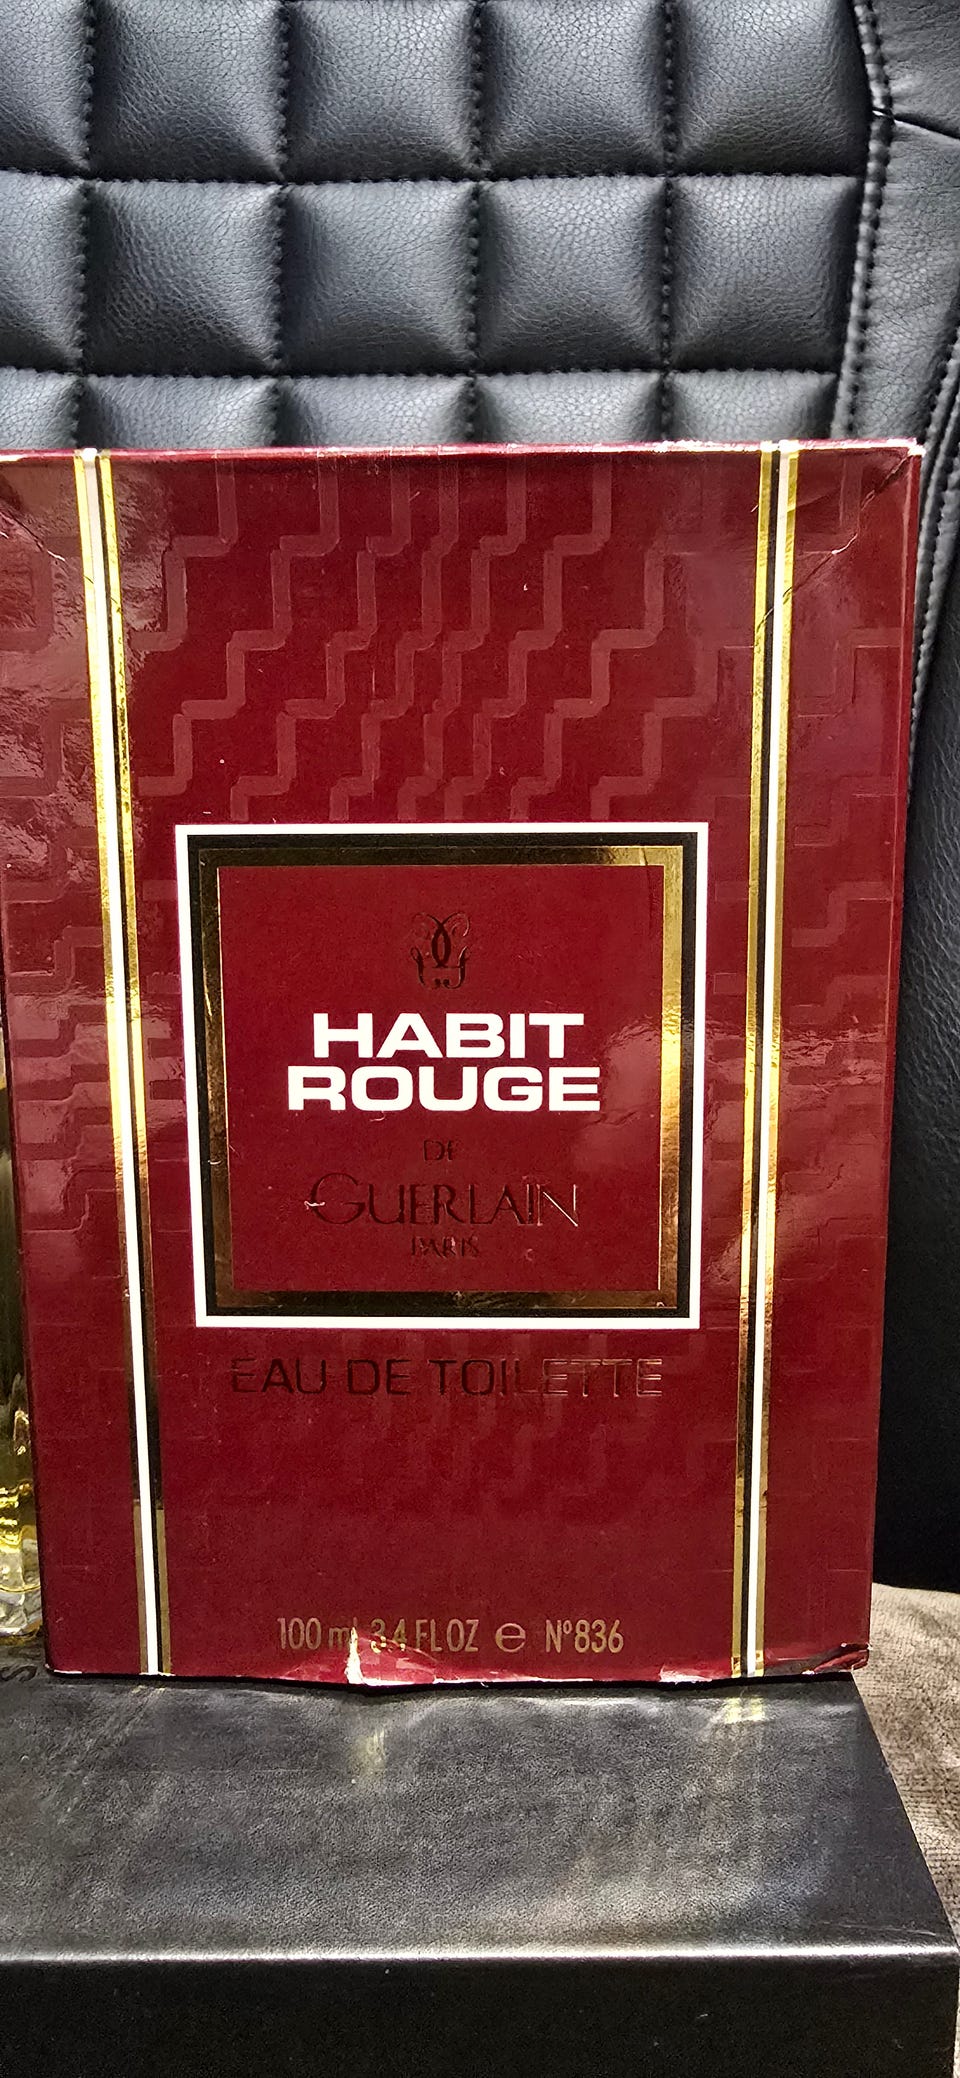 HABIT
ROUGE
DE
GUERLAIN
PARIS
EAU DE TOILETTE
100 ml 3.4 FL OZ e N°836